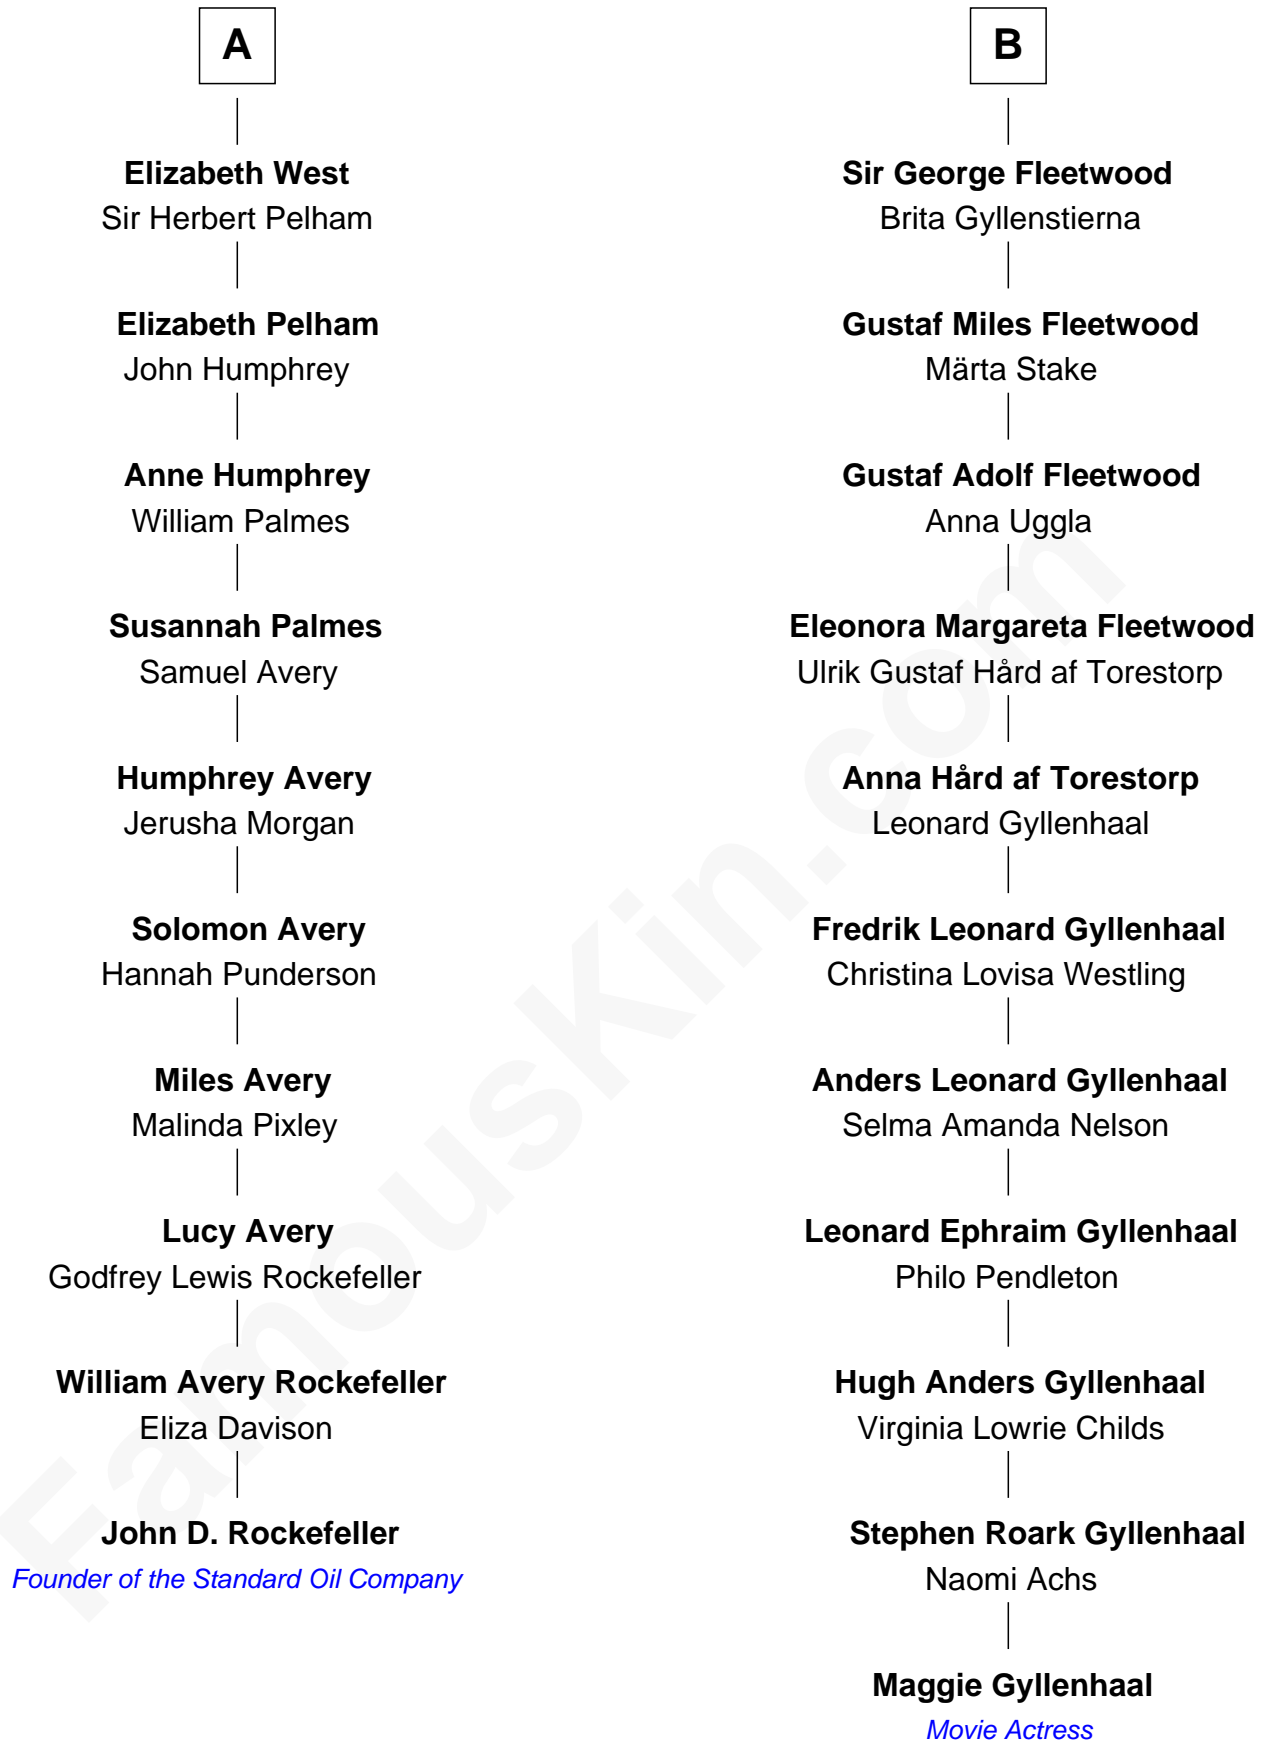 A
Elizabeth West
Sir Herbert Pelham
Elizabeth Pelham
John Humphrey
Anne Humphrey
William Palmes
Susannah Palmes
Samuel Avery
Humphrey Avery
Jerusha Morgan
Solomon Avery
Hannah Punderson
Miles Avery
Malinda Pixley
Lucy Avery
Godfrey Lewis Rockefeller
William Avery Rockefeller
Eliza Davison
John D. Rockefeller
Founder of the Standard Oil Company
B
Sir George Fleetwood
Brita Gyllenstierna
Gustaf Miles Fleetwood
Märta Stake
Gustaf Adolf Fleetwood
Anna Uggla
Eleonora Margareta Fleetwood
Ulrik Gustaf Hård af Torestorp
Anna Hård af Torestorp
Leonard Gyllenhaal
Fredrik Leonard Gyllenhaal
Christina Lovisa Westling
Anders Leonard Gyllenhaal
Selma Amanda Nelson
Leonard Ephraim Gyllenhaal
Philo Pendleton
Hugh Anders Gyllenhaal
Virginia Lowrie Childs
Stephen Roark Gyllenhaal
Naomi Achs
Maggie Gyllenhaal
Movie Actress
FamousKin.com